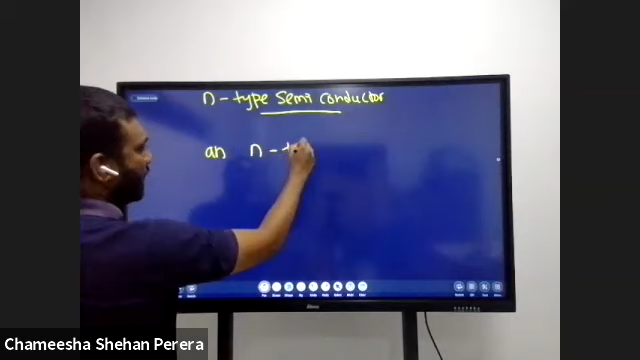 n - type Semi conductor
an n - t
Chameesha Shehan Perera